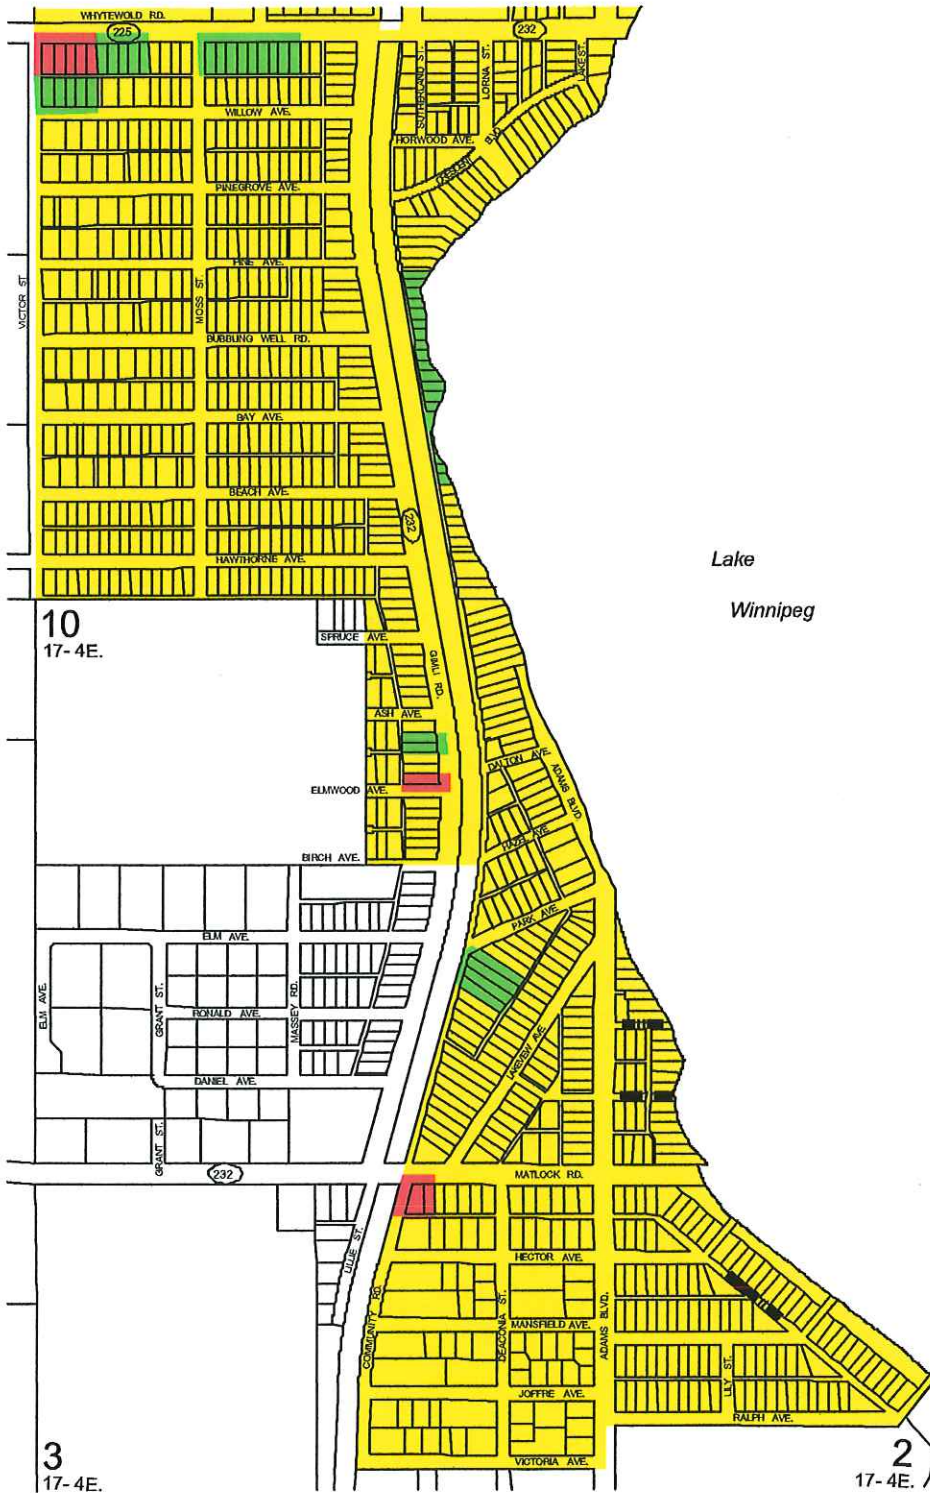 WHYTEWOLD RD.
225
232
SUTHERLAND ST.
LORNA ST.
LAKE ST.
WILLOW AVE.
HORWOOD AVE.
CRESCENT BLVD
PINEGROVE AVE.
PINE AVE.
VICTOR ST
MOSS ST.
BUBBLING WELL RD.
BAY AVE.
BEACH AVE.
232
HAWTHORNE AVE.
Lake
Winnipeg
10
17- 4E.
SPRUCE AVE.
GIMLI RD.
ASH AVE.
DALTON AVE.
ADAMS BLVD.
ELMWOOD AVE.
HAZEL AVE
BIRCH AVE.
PARK AVE
ELM AVE.
ELM AVE.
GRANT ST.
MASSEY RD.
RONALD AVE.
LAKEVIEW AVE
DANIEL AVE.
GRANT ST.
232
MATLOCK RD.
LILLIE ST.
HECTOR AVE.
COMMUNITY RD.
DEACONIA ST.
MANSFIELD AVE.
ADAMS BLVD.
LILY ST.
JOFFRE AVE.
RALPH AVE.
3
17- 4E.
VICTORIA AVE.
2
17- 4E.